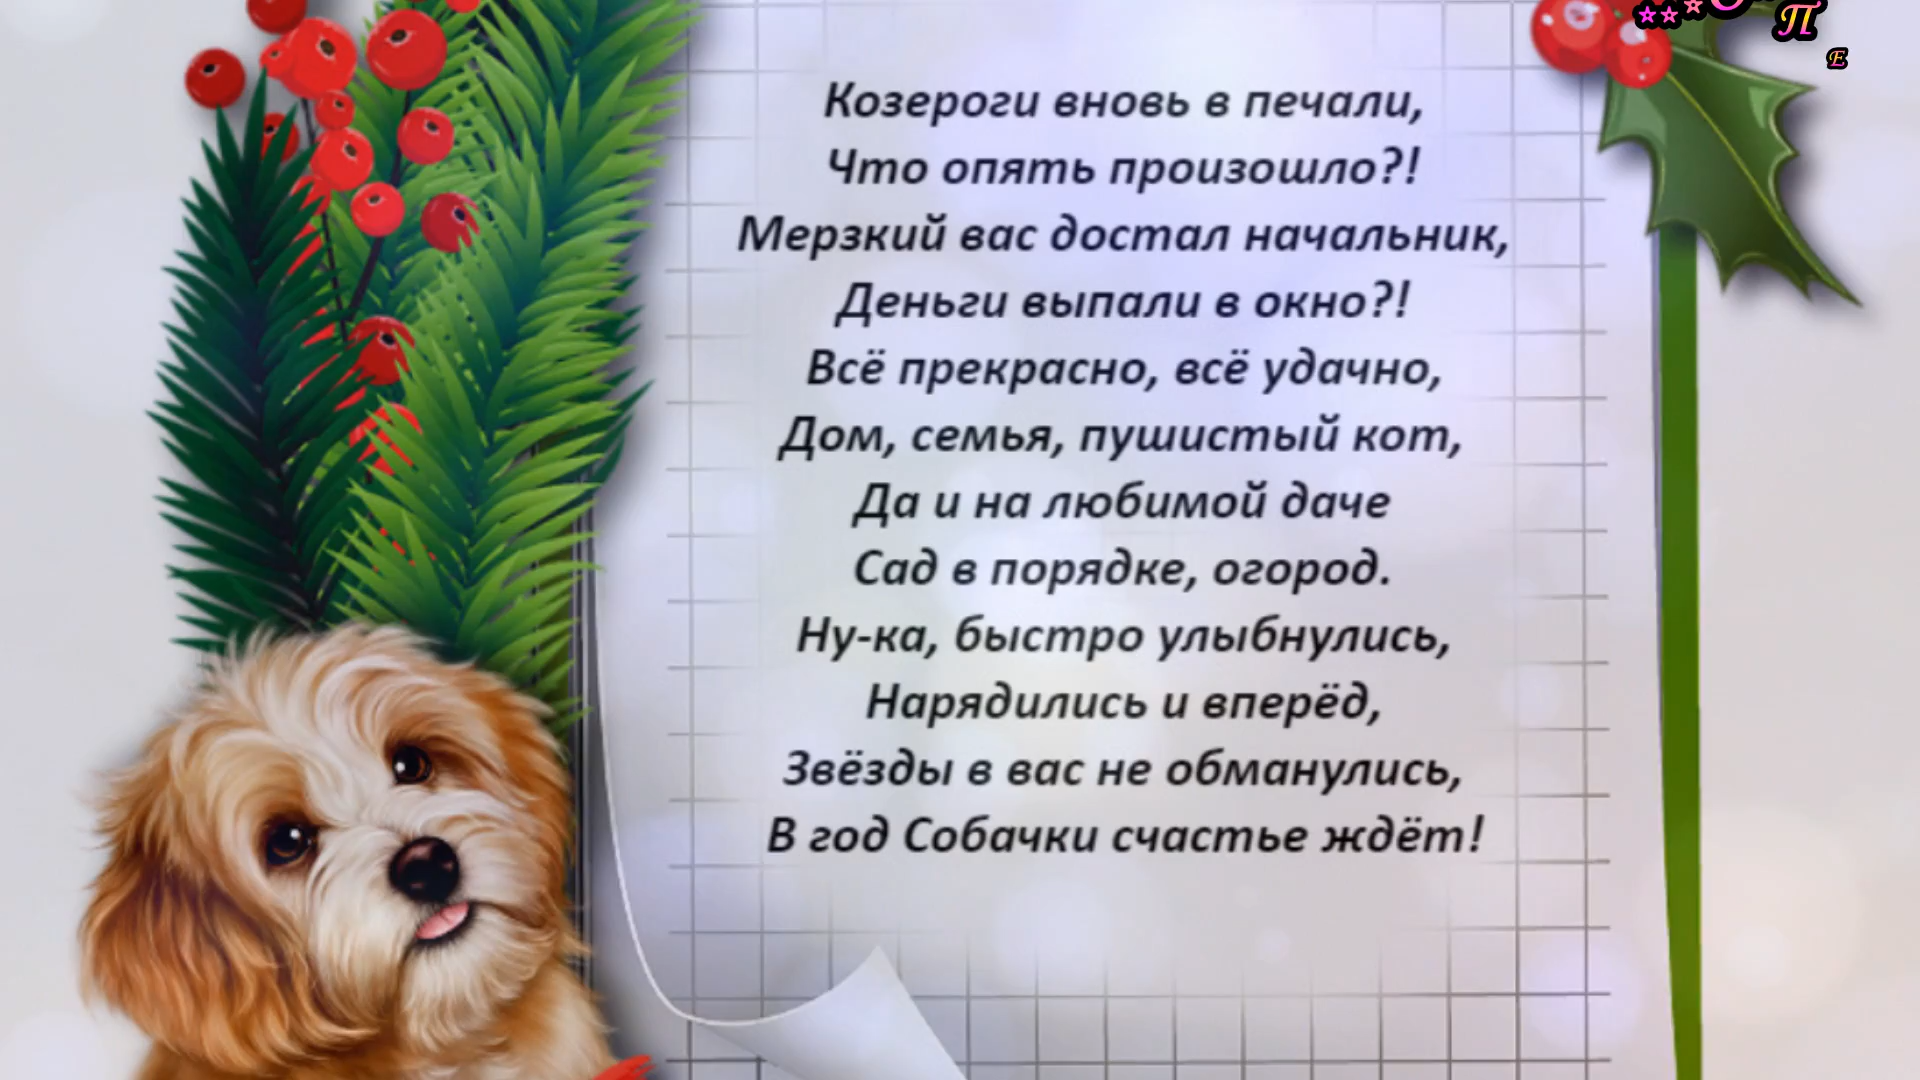 Козероги вновь в печали,
Что опять произошло?!
Мерзкий вас достал начальник,
Деньги выпали в окно?!
Всё прекрасно, всё удачно,
Дом, семья, пушистый кот,
Да и на любимой даче
Сад в порядке, огород.
Ну-ка, быстро улыбнулись,
Нарядились и вперёд,
Звёзды в вас не обманулись,
В год Собачки счастье ждёт!